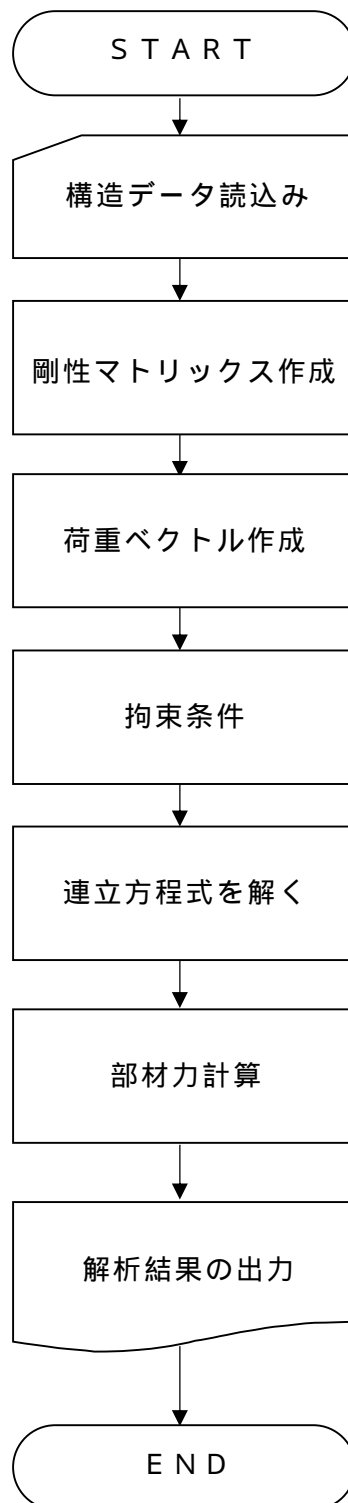 ＳＴＡＲＴ
構造データ読込み
剛性マトリックス作成
荷重ベクトル作成
拘束条件
連立方程式を解く
部材力計算
解析結果の出力
ＥＮＤ